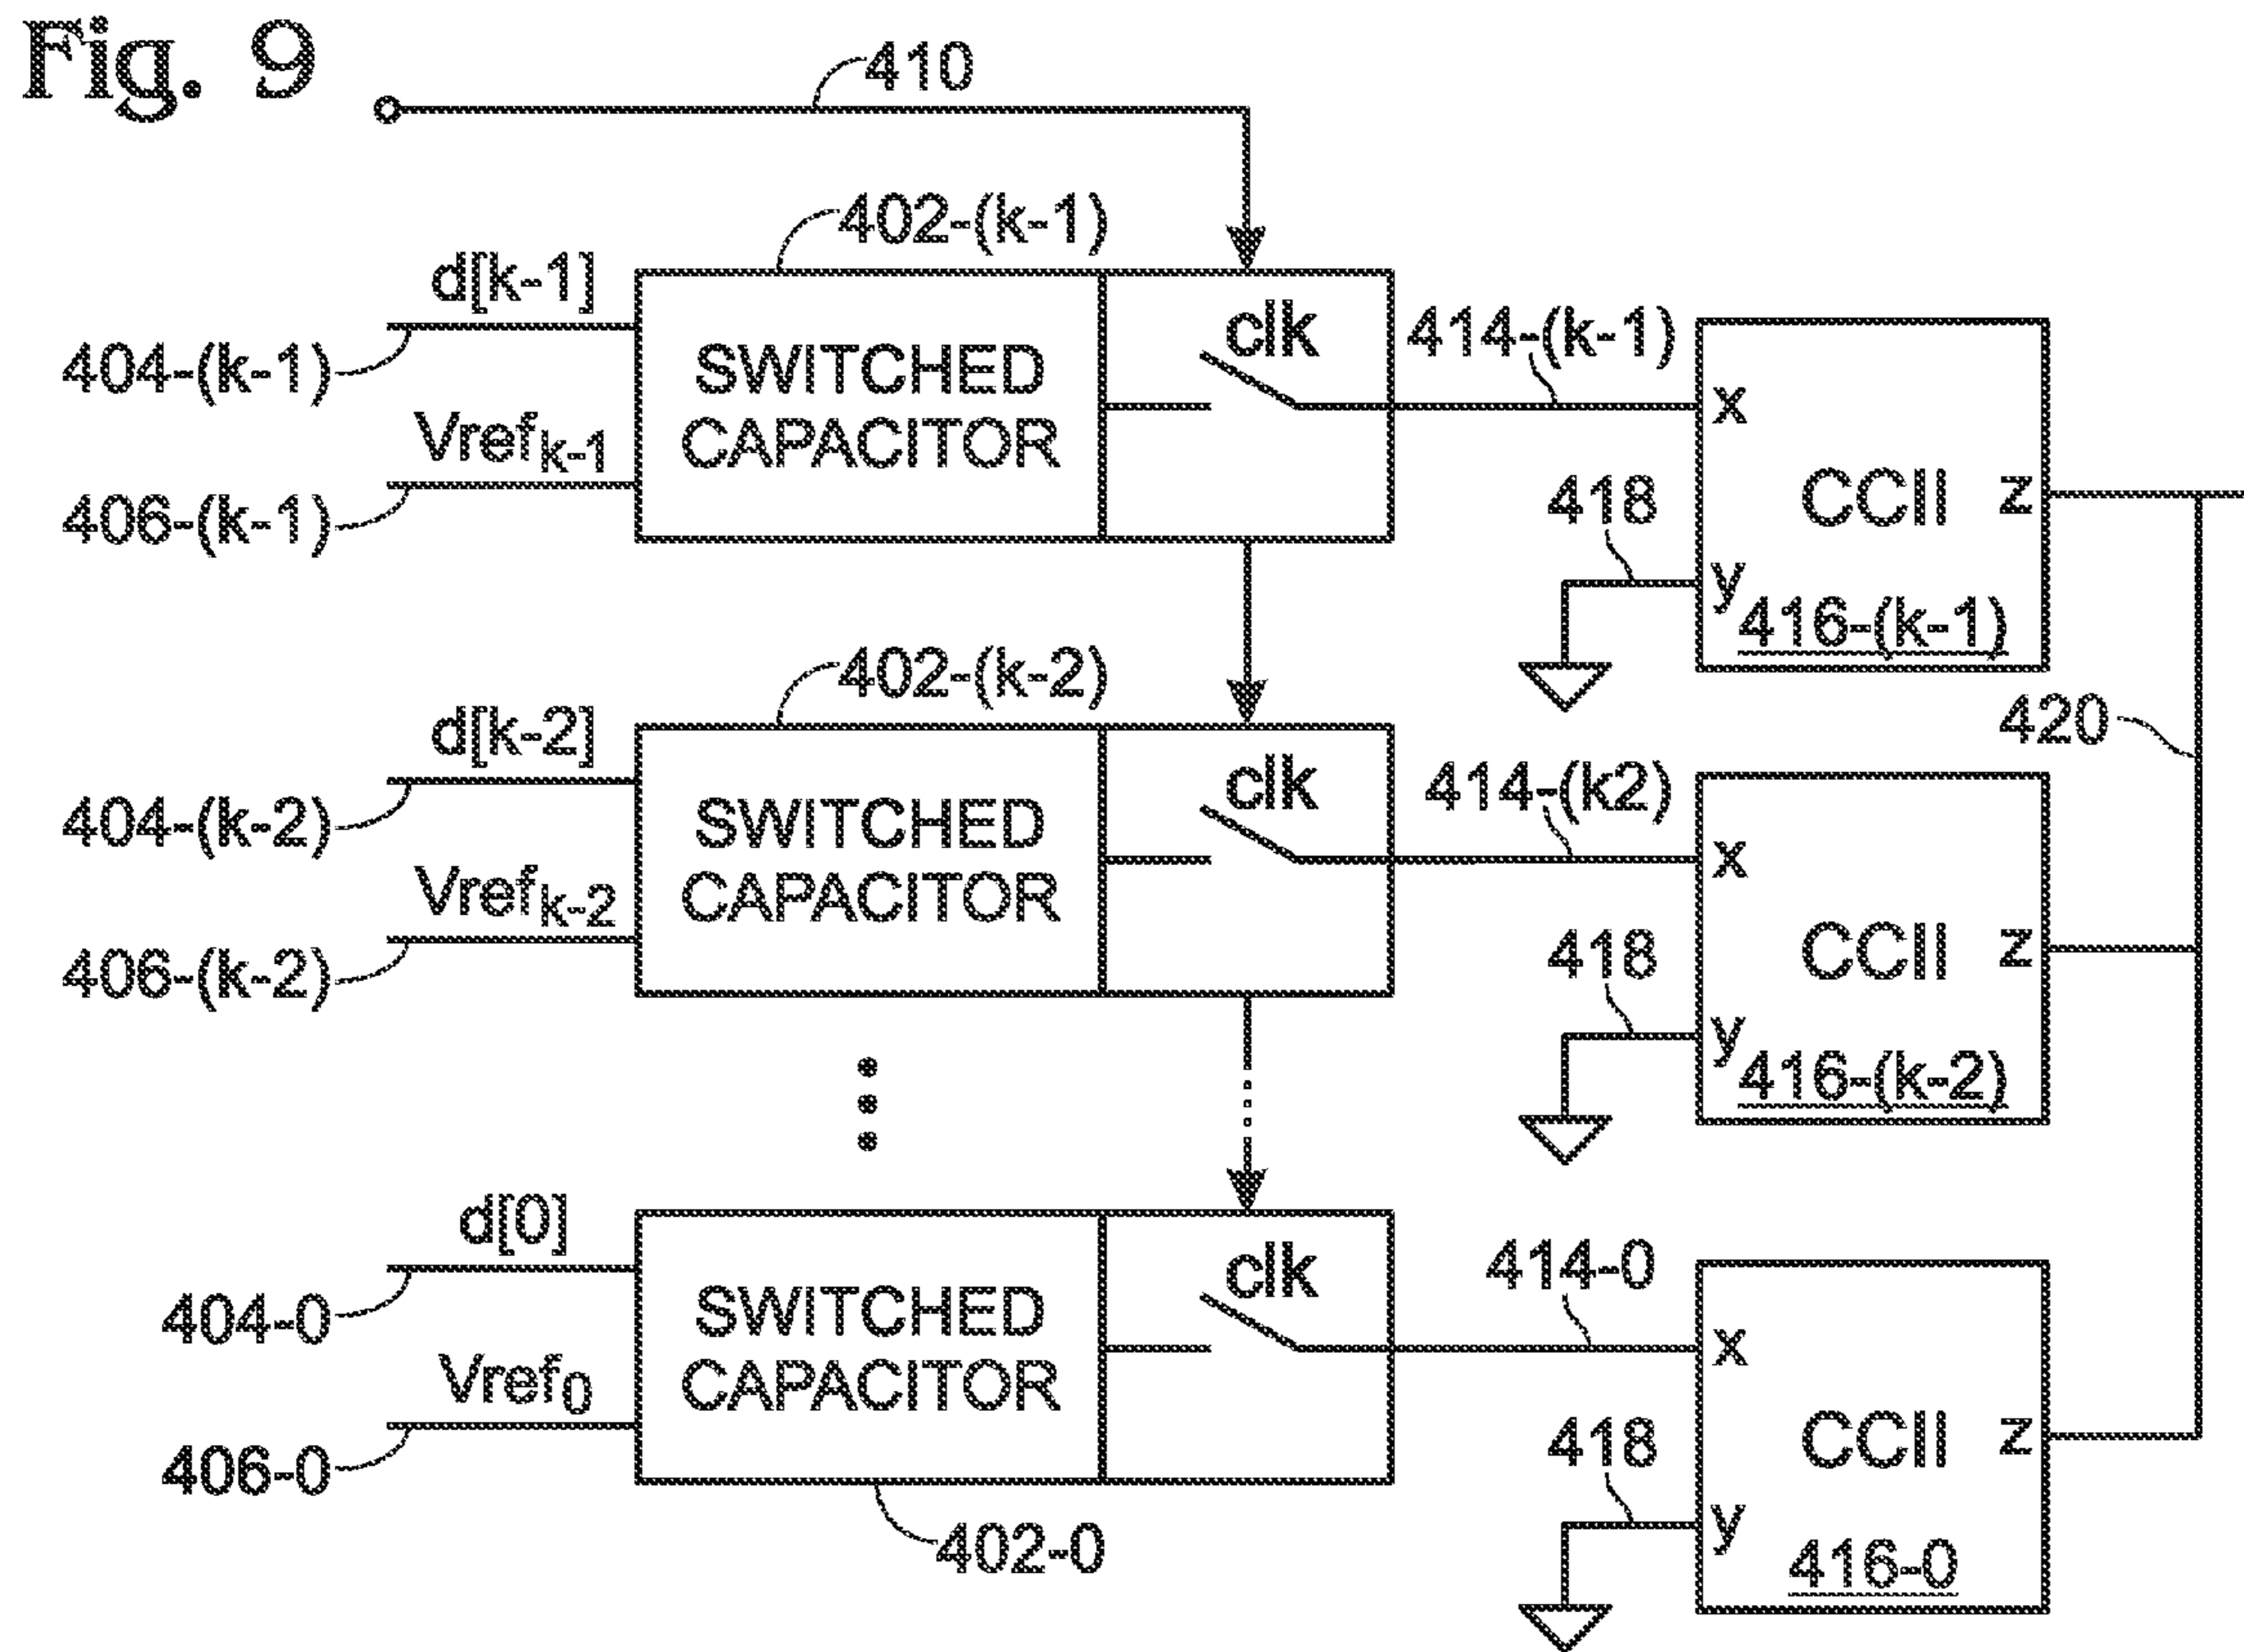 Fig. 9
410
402-(k-1)
d[k-1]
404-(k-1)
Vrefk-1
406-(k-1)
SWITCHED
CAPACITOR
clk
414-(k-1)
x
CCII
z
418
y
416-(k-1)
402-(k-2)
d[k-2]
404-(k-2)
Vrefk-2
406-(k-2)
SWITCHED
CAPACITOR
clk
414-(k2)
x
CCII
z
418
y
416-(k-2)
420
d[0]
404-0
Vref0
406-0
SWITCHED
CAPACITOR
402-0
clk
414-0
x
CCII
z
418
y
416-0